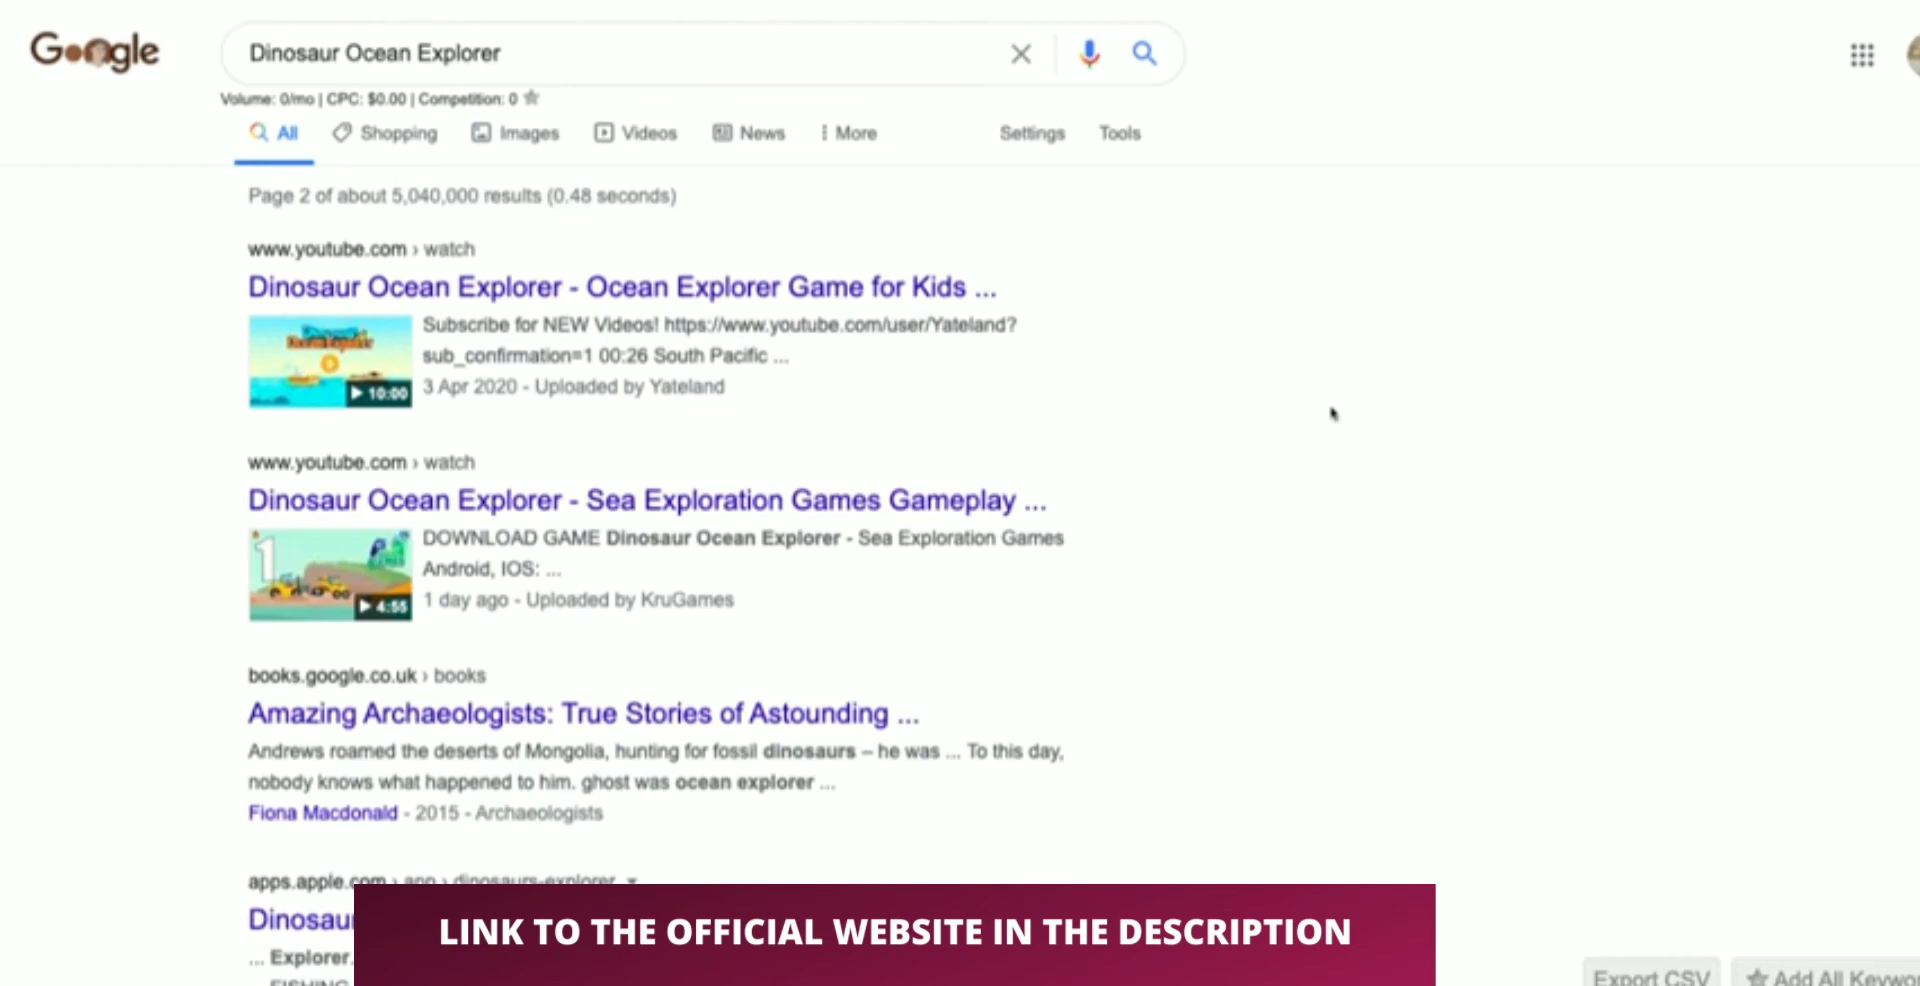 Google
Dinosaur Ocean Explorer
Volume: 0/mo | CPC: $0.00 | Competition: 0
All Shopping Images Videos News More Settings Tools
Page 2 of about 5,040,000 results (0.48 seconds)
www.youtube.com › watch
Dinosaur Ocean Explorer - Ocean Explorer Game for Kids ...
Subscribe for NEW Videos! https://www.youtube.com/user/Yateland?
sub_confirmation=1 00:26 South Pacific ...
10:00
3 Apr 2020 - Uploaded by Yateland
www.youtube.com › watch
Dinosaur Ocean Explorer - Sea Exploration Games Gameplay ...
1
DOWNLOAD GAME Dinosaur Ocean Explorer - Sea Exploration Games
Android, IOS: ...
4:55
1 day ago - Uploaded by KruGames
books.google.co.uk › books
Amazing Archaeologists: True Stories of Astounding ...
Andrews roamed the deserts of Mongolia, hunting for fossil dinosaurs – he was ... To this day,
nobody knows what happened to him. ghost was ocean explorer ...
Fiona Macdonald - 2015 - Archaeologists
apps.apple.com › app › dinosaurs-explorer
Dinosau
... Explorer
LINK TO THE OFFICIAL WEBSITE IN THE DESCRIPTION
FISHING
Export CSV Add All Keywo